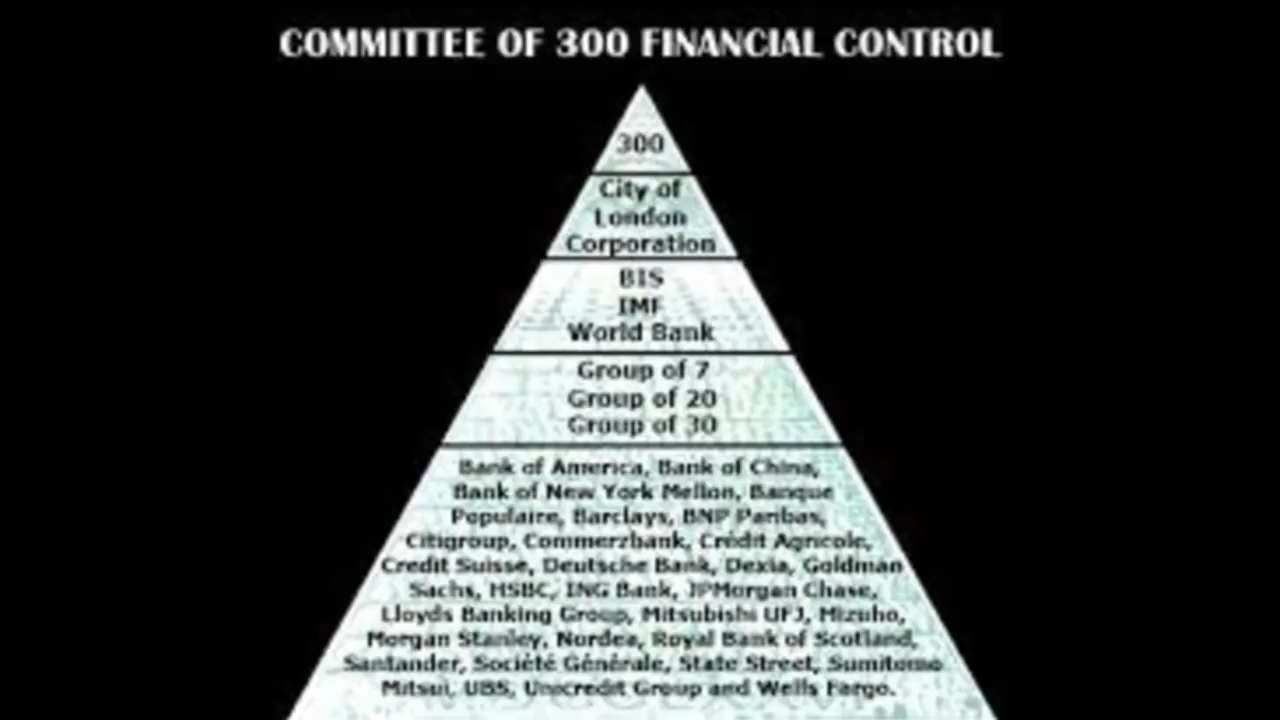 COMMITTEE OF 300 FINANCIAL CONTROL
300
City of
London
Corporation
BIS
IMF
World Bank
Group of 7
Group of 20
Group of 30
Bank of America, Bank of China,
Bank of New York Mellon, Banque
Populaire, Barclays, BNP Paribas,
Citigroup, Commerzbank, Crédit Agricole,
Credit Suisse, Deutsche Bank, Dexia, Goldman
Sachs, HSBC, ING Bank, JPMorgan Chase,
Lloyds Banking Group, Mitsubishi UFJ, Mizuho,
Morgan Stanley, Nordea, Royal Bank of Scotland,
Santander, Société Générale, State Street, Sumitomo
Mitsui, UBS, Unicredit Group and Wells Fargo.